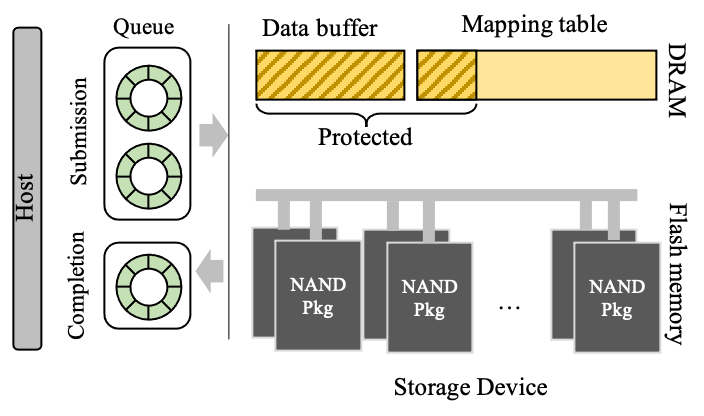 Queue
Data buffer
Mapping table
DRAM
Submission
Protected
Host
Completion
Flash memory
NAND
Pkg
NAND
Pkg
...
NAND
Pkg
Storage Device